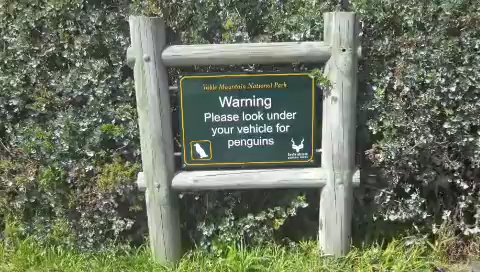 Table Mountain National Park
Warning
Please look under
your vehicle for
penguins